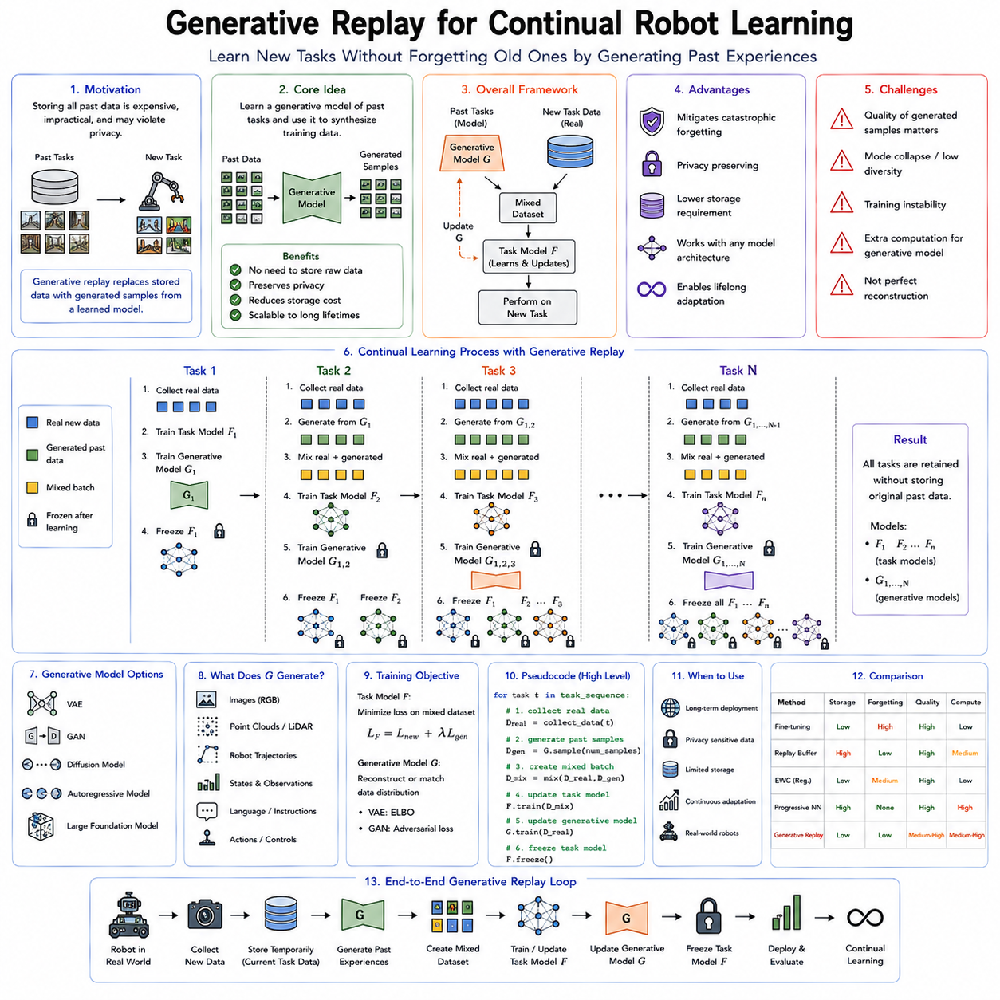 Generative Replay for Continual Robot Learning
Learn New Tasks Without Forgetting Old Ones by Generating Past Experiences
1. Motivation
Storing all past data is expensive,
impractical, and may violate
privacy.
Past Tasks
New Task
Generative replay replaces stored
data with generated samples from
a learned model.
2. Core Idea
Learn a generative model of past
tasks and use it to synthesize
training data.
Past Data
Generated
Samples
Generative
Model
Benefits
No need to store raw data
Preserves privacy
Reduces storage cost
Scalable to long lifetimes
3. Overall Framework
Past Tasks
(Model)
New Task Data
(Real)
Generative
Model G
Mixed
Dataset
Update
G
Task Model F
(Learns & Updates)
Perform on
New Task
4. Advantages
Mitigates catastrophic
forgetting
Privacy preserving
Lower storage
requirement
Works with any model
architecture
Enables lifelong
adaptation
5. Challenges
Quality of generated
samples matters
Mode collapse / low
diversity
Training instability
Extra computation for
generative model
Not perfect
reconstruction
6. Continual Learning Process with Generative Replay
Real new data
Generated past
data
Mixed batch
Frozen after
learning
Task 1
1. Collect real data
2. Train Task Model F1
3. Train Generative
Model G1
G1
4. Freeze F1
Task 2
1. Collect real data
2. Generate from G1
3. Mix real + generated
4. Train Task Model F2
5. Train Generative
Model G1,2
6. Freeze F1 Freeze F2
Task 3
1. Collect real data
2. Generate from G1,2
3. Mix real + generated
4. Train Task Model F3
5. Train Generative
Model G1,2,3
6. Freeze F1 F2 ... F3
Task N
1. Collect real data
2. Generate from G1,...,N-1
3. Mix real + generated
4. Train Task Model Fn
5. Train Generative
Model G1,...,N
6. Freeze all F1 ... Fn
Result
All tasks are retained
without storing
original past data.
Models:
• F1 F2 ... Fn
(task models)
• G1,...,N
(generative models)
7. Generative Model Options
VAE
G D
GAN
Diffusion Model
Autoregressive Model
Large Foundation Model
8. What Does G Generate?
Images (RGB)
Point Clouds / LiDAR
Robot Trajectories
States & Observations
Language / Instructions
Actions / Controls
9. Training Objective
Task Model F:
Minimize loss on mixed dataset
LF = Lnew + λLgen
Generative Model G:
Reconstruct or match
data distribution
• VAE: ELBO
• GAN: Adversarial loss
10. Pseudocode (High Level)
for task t in task_sequence:
# 1. collect real data
Dreal = collect_data(t)
# 2. generate past samples
Dgen = G.sample(num_samples)
# 3. create mixed batch
D_mix = mix(D_real,D_gen)
# 4. update task model
F.train(D_mix)
# 5. update generative model
G.train(D_real)
# 6. freeze task model
F.freeze()
11. When to Use
Long-term deployment
Privacy sensitive data
Limited storage
Continuous adaptation
Real-world robots
12. Comparison
Method Storage Forgetting Quality Compute
Fine-tuning Low High High Low
Replay Buffer High Low High Medium
EWC (Reg.) Low Medium High Low
Progressive NN High None High High
Generative Replay Low Low Medium-High Medium-High
13. End-to-End Generative Replay Loop
G
G
Robot in
Real World
Collect
New Data
Store Temporarily
(Current Task Data)
Generate Past
Experiences
Create Mixed
Dataset
Train / Update
Task Model F
Update Generative
Model G
Freeze Task
Model F
Deploy &
Evaluate
Continual
Learning